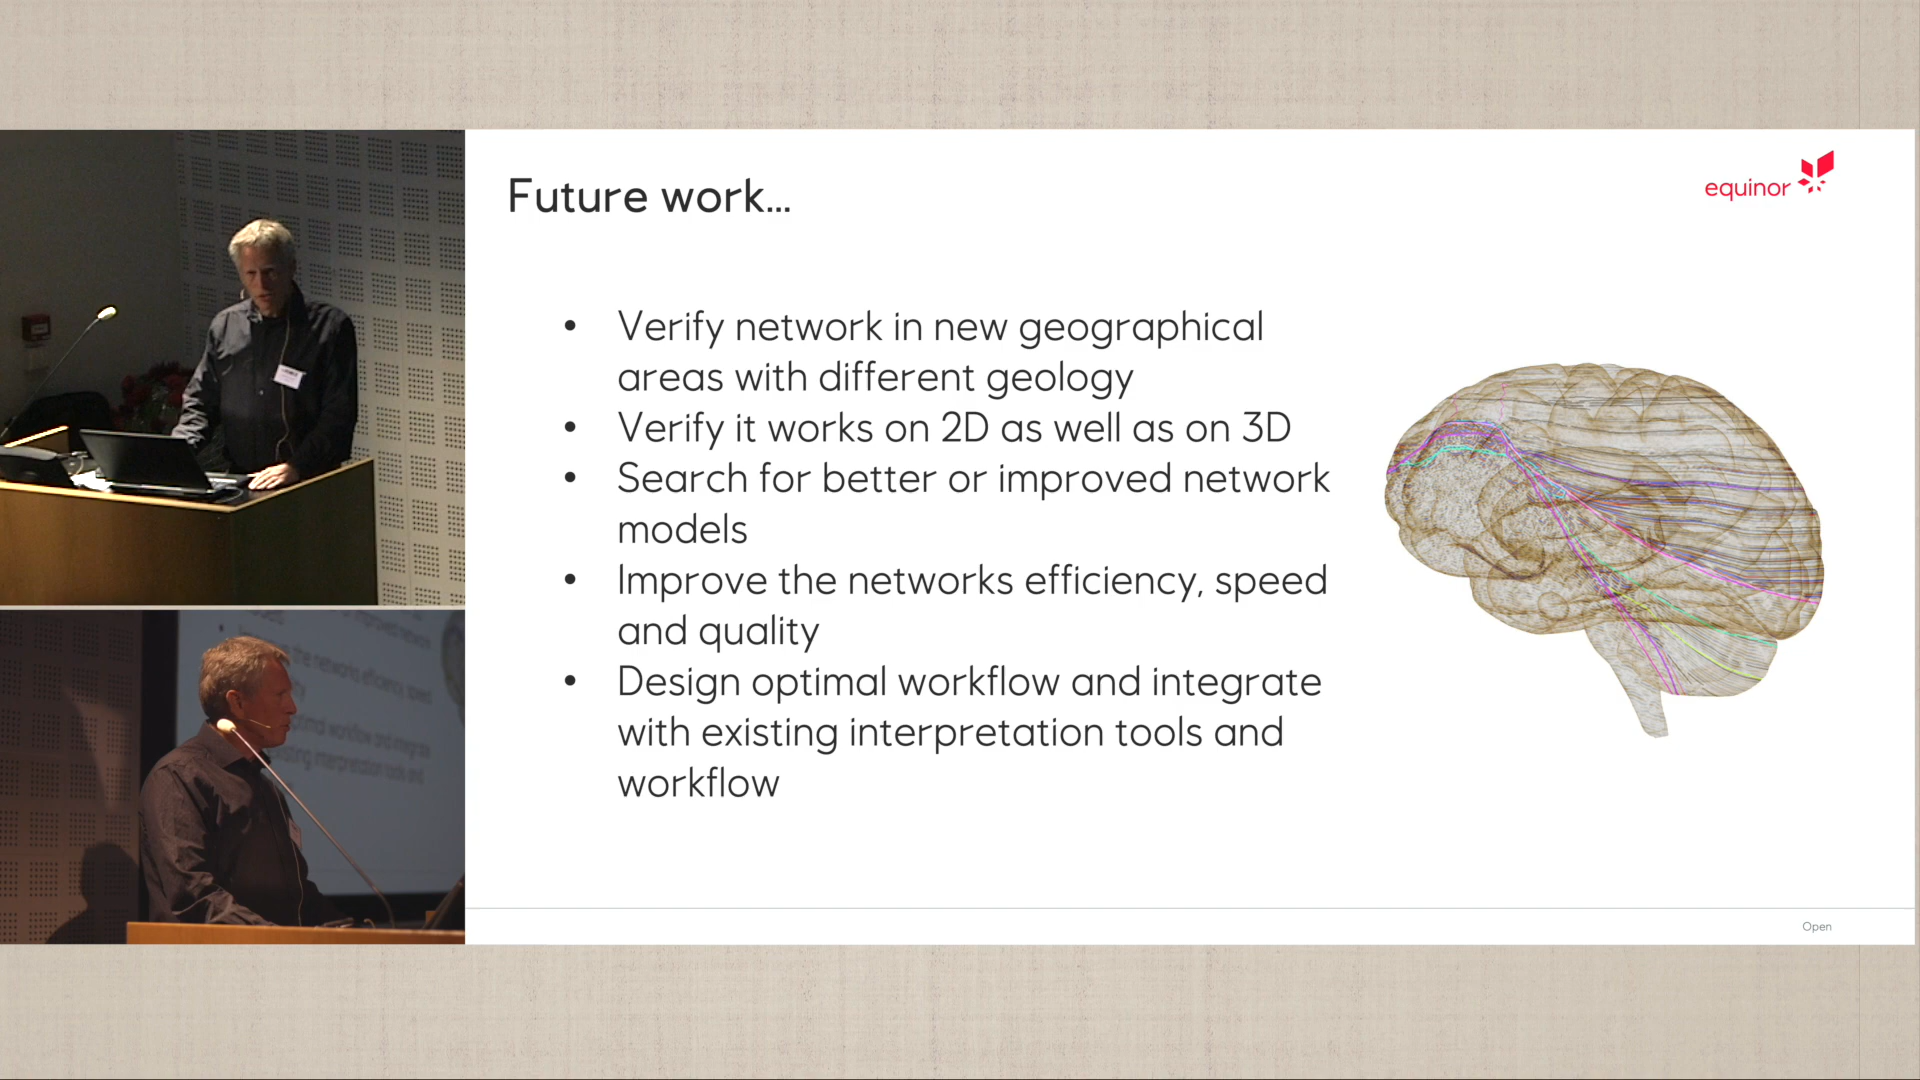 Future work...
equinor
• Verify network in new geographical
areas with different geology
• Verify it works on 2D as well as on 3D
• Search for better or improved network
models
• Improve the networks efficiency, speed
and quality
• Design optimal workflow and integrate
with existing interpretation tools and
workflow
Open